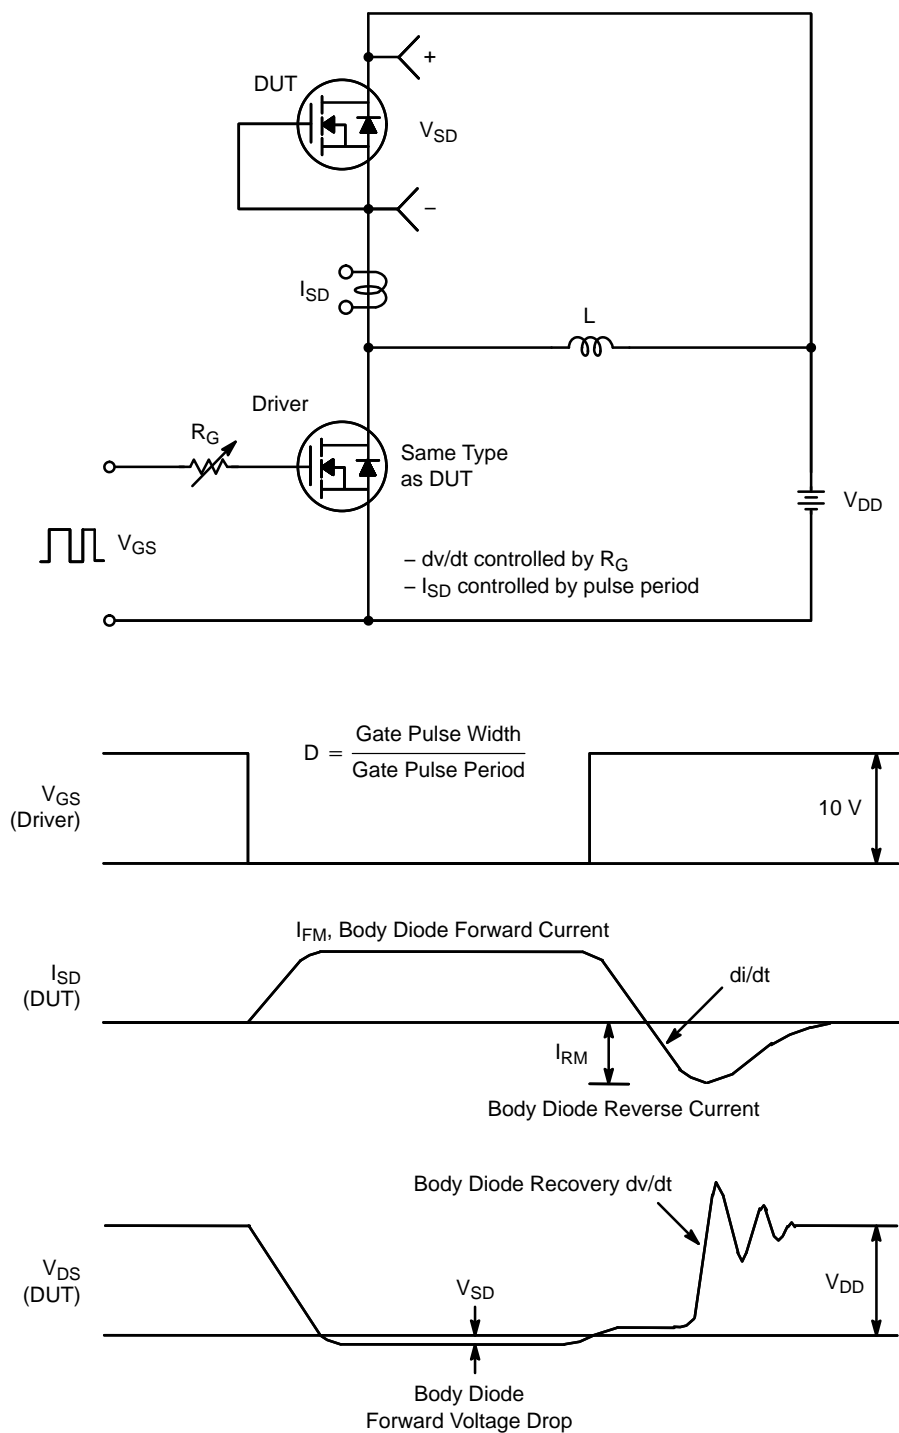 DUT
+
V_SD
–
I_SD
L
Driver
R_G
Same Type
as DUT
V_DD
V_GS
– dv/dt controlled by R_G
– I_SD controlled by pulse period
D = Gate Pulse Width
Gate Pulse Period
V_GS
(Driver)
10 V
I_FM, Body Diode Forward Current
I_SD
(DUT)
di/dt
I_RM
Body Diode Reverse Current
Body Diode Recovery dv/dt
V_DS
(DUT)
V_SD
V_DD
Body Diode
Forward Voltage Drop